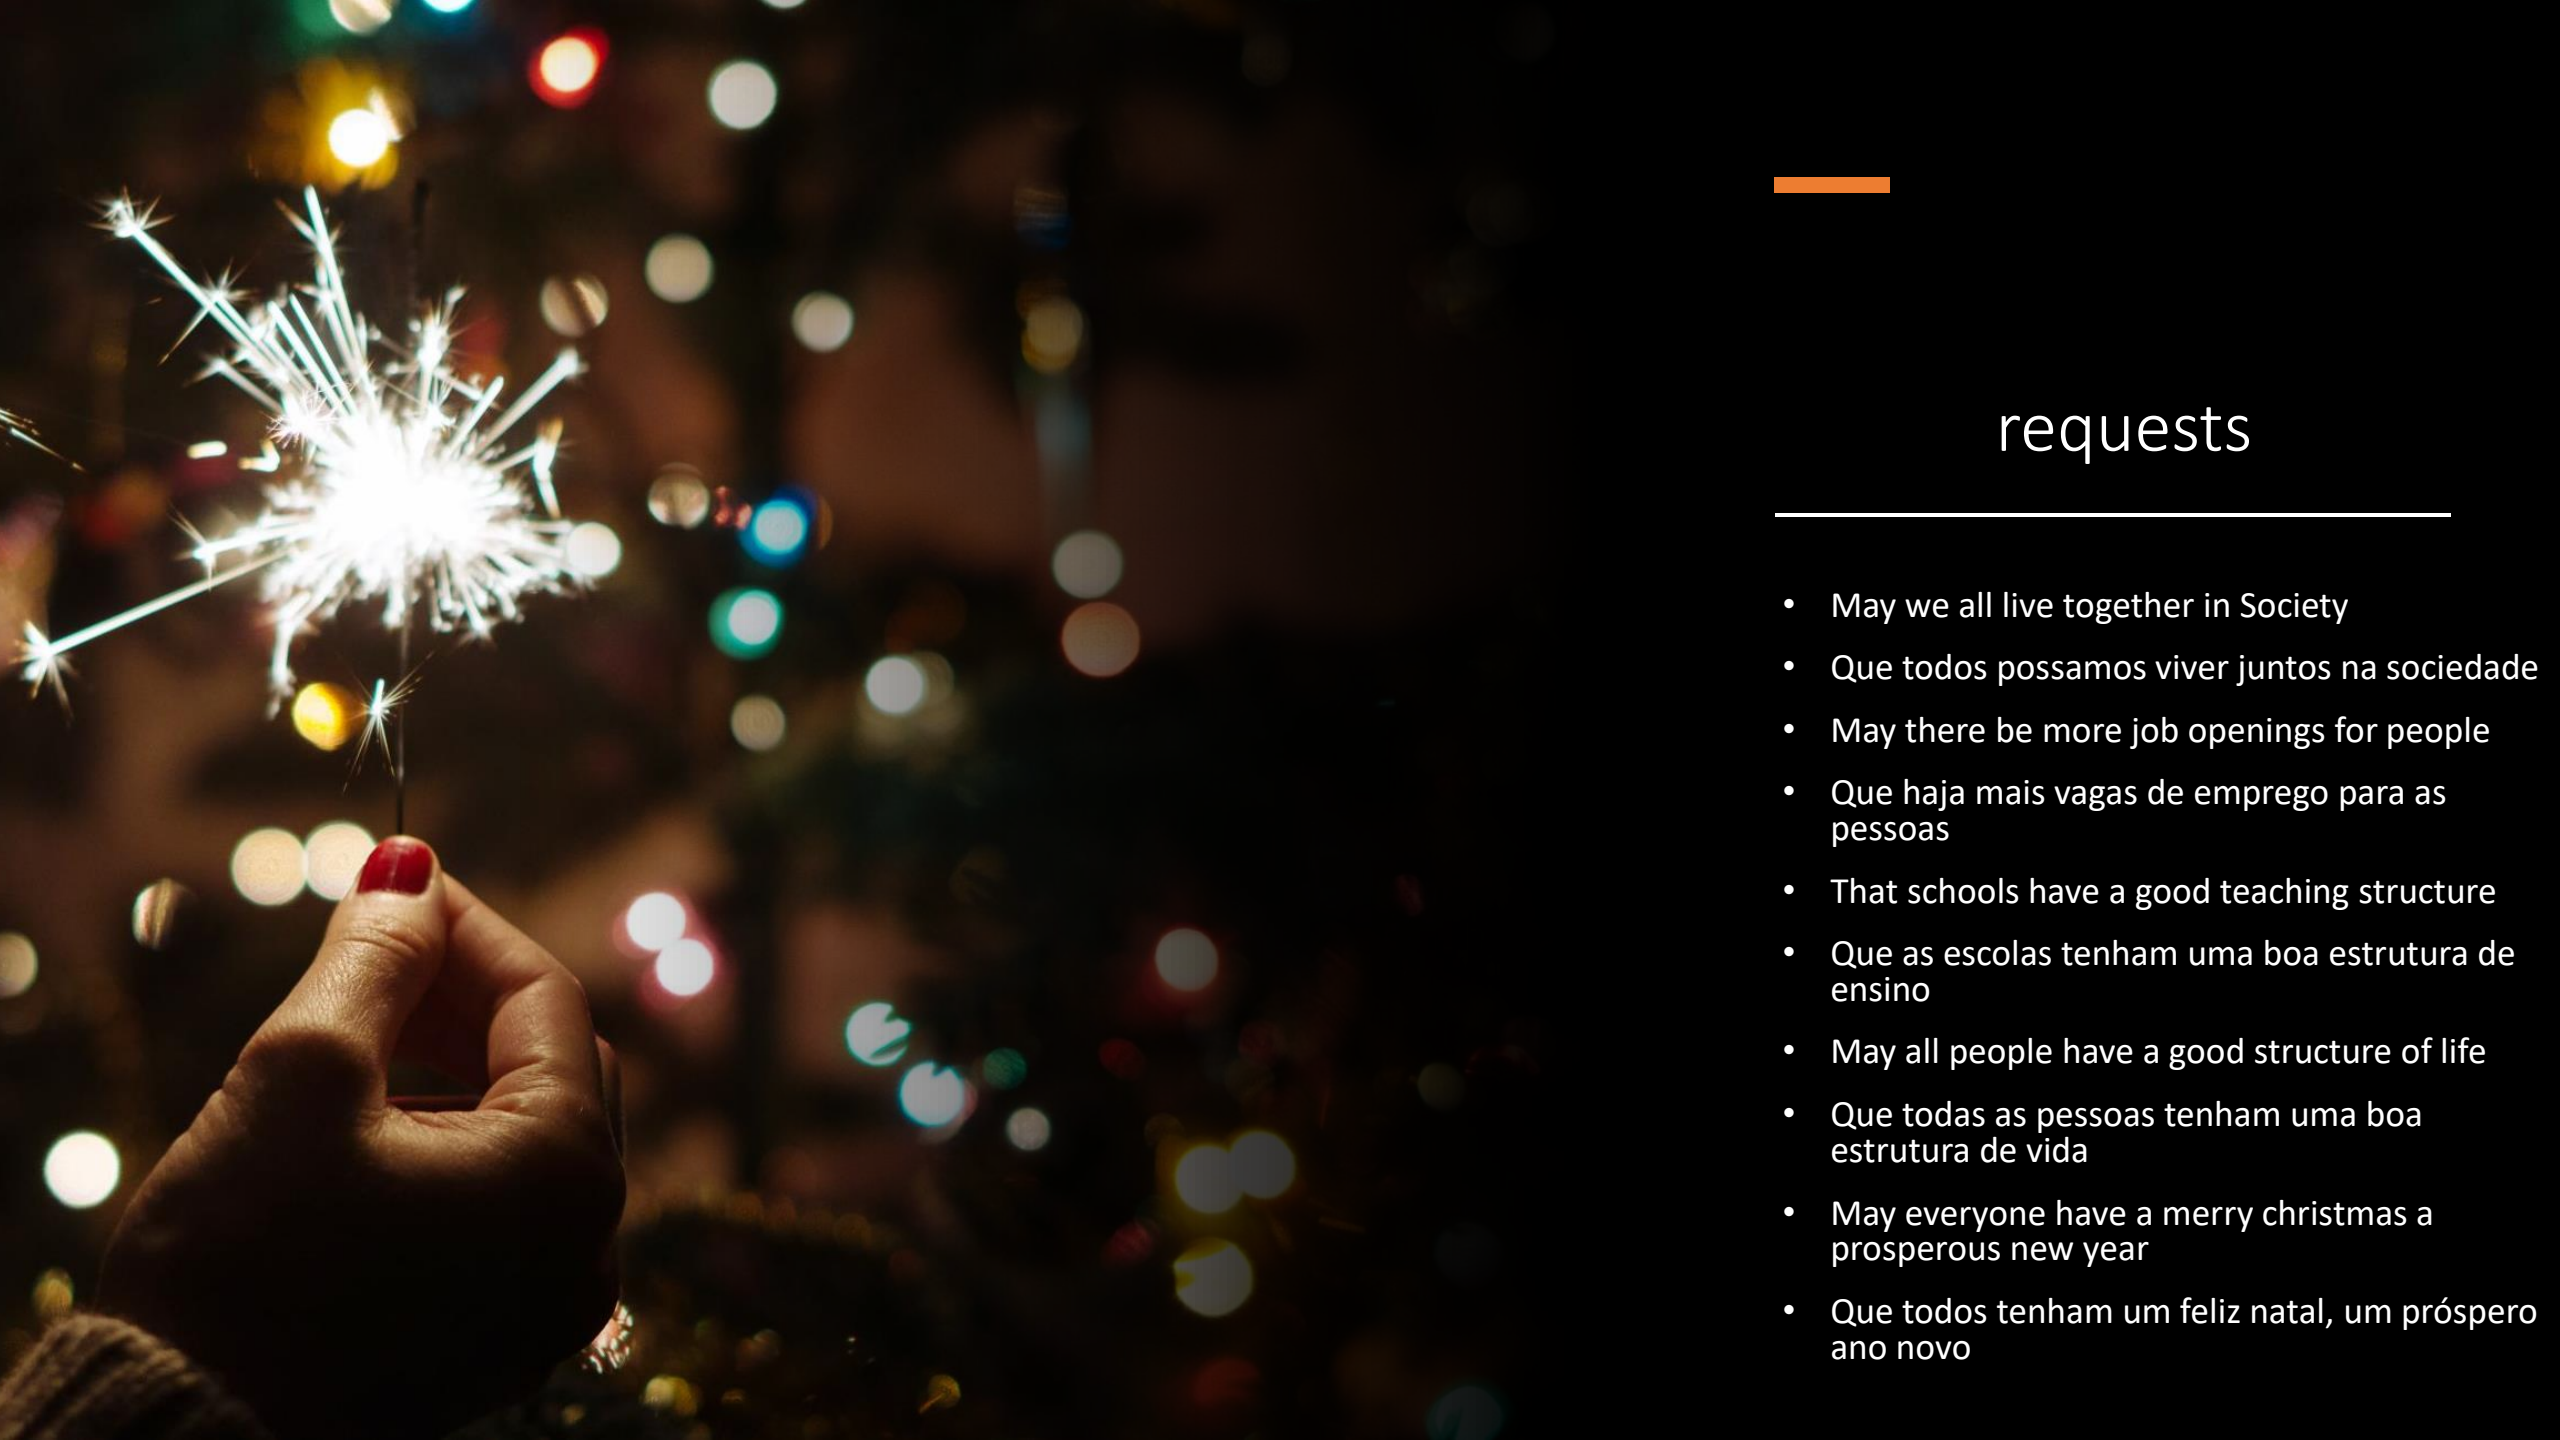 requests
• May we all live together in Society
• Que todos possamos viver juntos na sociedade
• May there be more job openings for people
• Que haja mais vagas de emprego para as
pessoas
• That schools have a good teaching structure
• Que as escolas tenham uma boa estrutura de
ensino
• May all people have a good structure of life
• Que todas as pessoas tenham uma boa
estrutura de vida
• May everyone have a merry christmas a
prosperous new year
• Que todos tenham um feliz natal, um próspero
ano novo